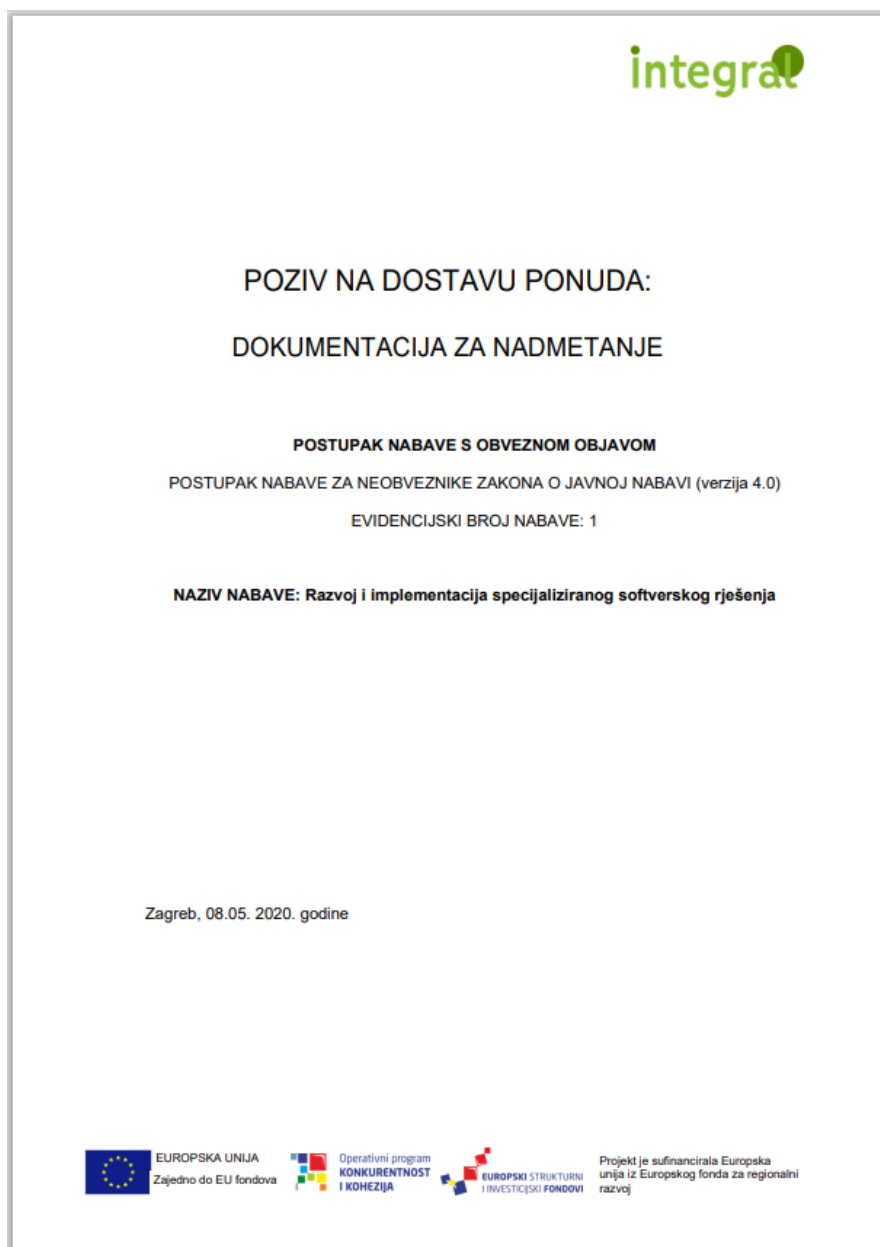 integral
POZIV NA DOSTAVU PONUDA:
DOKUMENTACIJA ZA NADMETANJE
POSTUPAK NABAVE S OBVEZNOM OBJAVOM
POSTUPAK NABAVE ZA NEOBVEZNIKE ZAKONA O JAVNOJ NABAVI (verzija 4.0)
EVIDENCIJSKI BROJ NABAVE: 1
NAZIV NABAVE: Razvoj i implementacija specijaliziranog softverskog rješenja
Zagreb, 08.05. 2020. godine
EUROPSKA UNIJA
Zajedno do EU fondova
Operativni program
KONKURENTNOST
I KOHEZIJA
EUROPSKI STRUKTURNI
I INVESTICIJSKI FONDOVI
Projekt je sufinancirala Europska
unija iz Europskog fonda za regionalni
razvoj